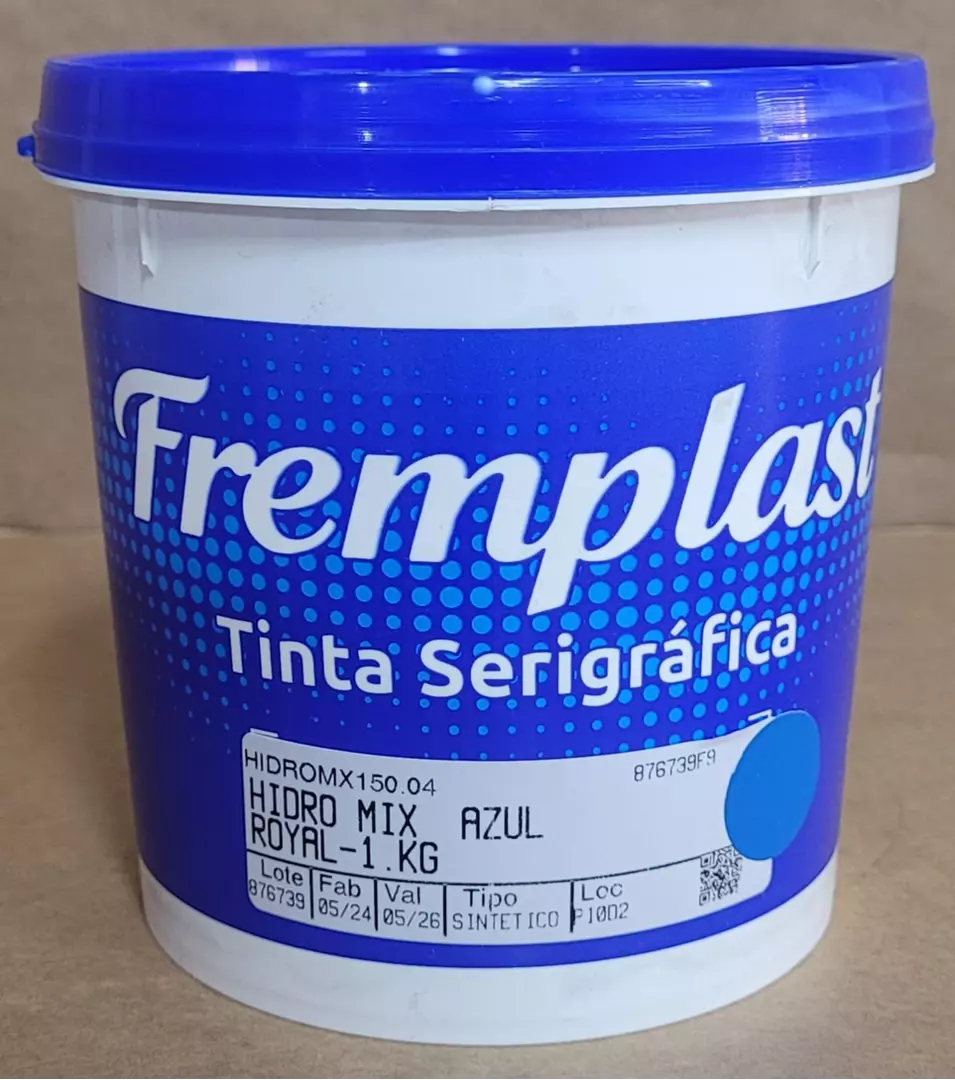 Fremplast
Tinta Serigráfica
HIDROMX150.04
876739F9
HIDRO MIX AZUL
ROYAL-1.KG
Lote Fab Val Tipo Loc
876739 05/24 05/26 SINTETICO P10D2